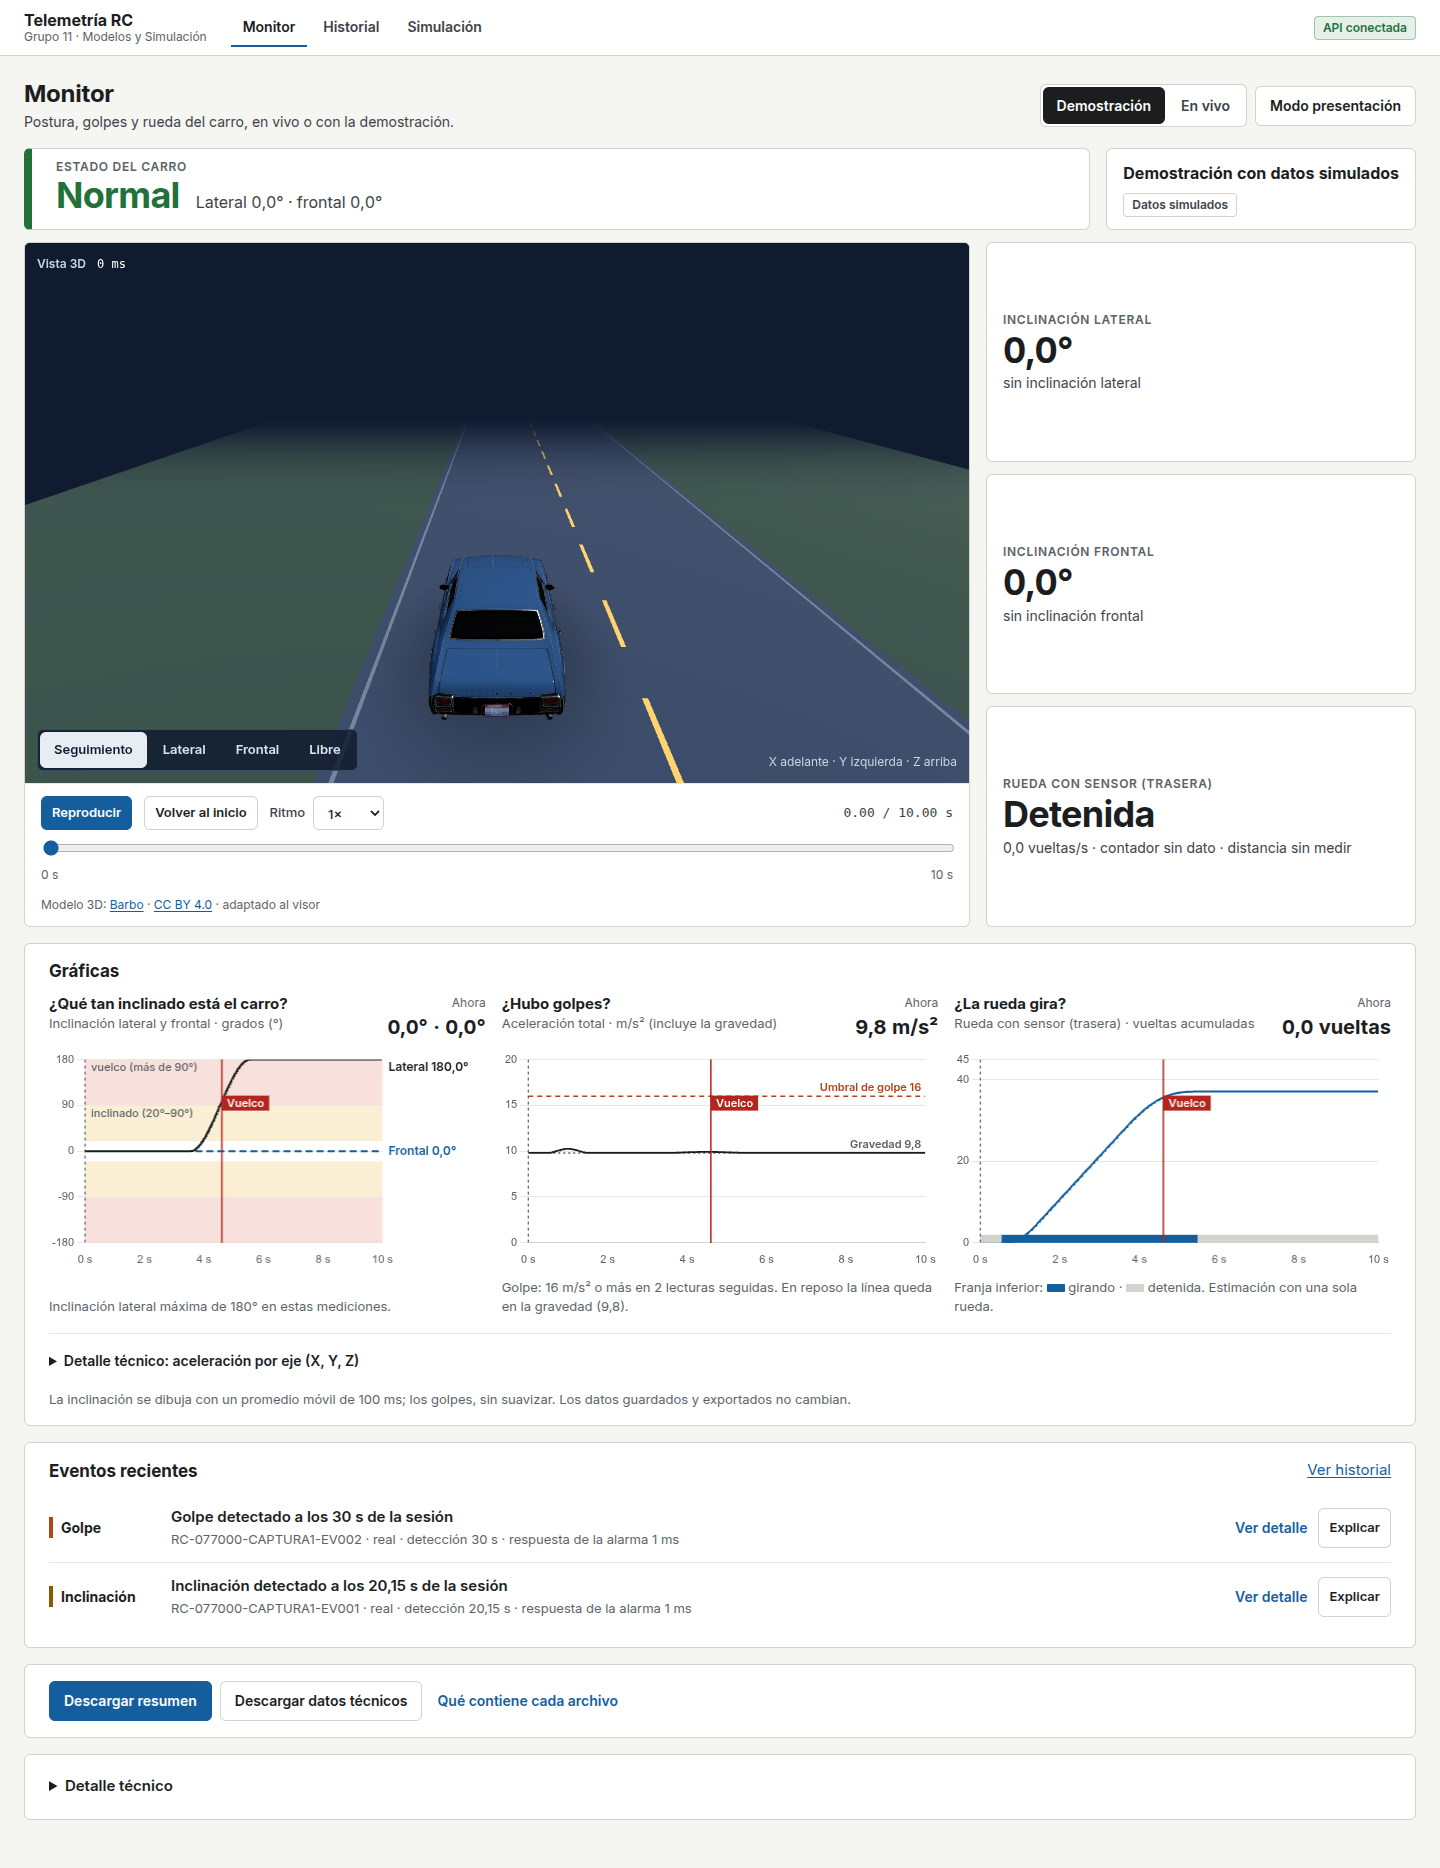 Telemetría RC
Grupo 11 · Modelos y Simulación
Monitor
Historial
Simulación
API conectada
Monitor
Postura, golpes y rueda del carro, en vivo o con la demostración.
Demostración
En vivo
Modo presentación
ESTADO DEL CARRO
Normal Lateral 0,0° · frontal 0,0°
Demostración con datos simulados
Datos simulados
Vista 3D 0 ms
Seguimiento
Lateral
Frontal
Libre
X adelante · Y izquierda · Z arriba
Reproducir
Volver al inicio
Ritmo
1×
0.00 / 10.00 s
0 s
10 s
Modelo 3D: Barbo · CC BY 4.0 · adaptado al visor
INCLINACIÓN LATERAL
0,0°
sin inclinación lateral
INCLINACIÓN FRONTAL
0,0°
sin inclinación frontal
RUEDA CON SENSOR (TRASERA)
Detenida
0,0 vueltas/s · contador sin dato · distancia sin medir
Gráficas
¿Qué tan inclinado está el carro?
Inclinación lateral y frontal · grados (°)
Ahora
0,0° · 0,0°
180
90
0
-90
-180
vuelco (más de 90°)
inclinado (20°–90°)
Vuelco
Lateral 180,0°
Frontal 0,0°
0 s
2 s
4 s
6 s
8 s
10 s
Inclinación lateral máxima de 180° en estas mediciones.
¿Hubo golpes?
Aceleración total · m/s² (incluye la gravedad)
Ahora
9,8 m/s²
20
15
10
5
0
Umbral de golpe 16
Vuelco
Gravedad 9,8
0 s
2 s
4 s
6 s
8 s
10 s
Golpe: 16 m/s² o más en 2 lecturas seguidas. En reposo la línea queda
en la gravedad (9,8).
¿La rueda gira?
Rueda con sensor (trasera) · vueltas acumuladas
Ahora
0,0 vueltas
45
40
20
0
Vuelco
0 s
2 s
4 s
6 s
8 s
10 s
Franja inferior: girando · detenida. Estimación con una sola
rueda.
Detalle técnico: aceleración por eje (X, Y, Z)
La inclinación se dibuja con un promedio móvil de 100 ms; los golpes, sin suavizar. Los datos guardados y exportados no cambian.
Eventos recientes
Ver historial
Golpe
Golpe detectado a los 30 s de la sesión
RC-077000-CAPTURA1-EV002 · real · detección 30 s · respuesta de la alarma 1 ms
Ver detalle
Explicar
Inclinación
Inclinación detectado a los 20,15 s de la sesión
RC-077000-CAPTURA1-EV001 · real · detección 20,15 s · respuesta de la alarma 1 ms
Ver detalle
Explicar
Descargar resumen
Descargar datos técnicos
Qué contiene cada archivo
Detalle técnico